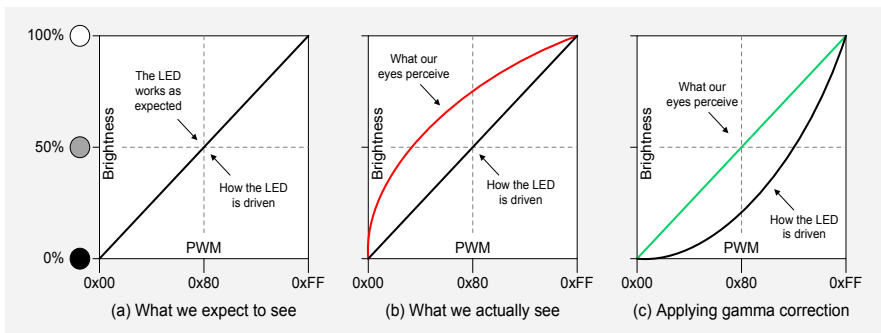 100%
50%
0%
Brightness
The LED
works as
expected
How the LED
is driven
PWM
0x00
0x80
0xFF
(a) What we expect to see
Brightness
What our
eyes perceive
How the LED
is driven
PWM
0x00
0x80
0xFF
(b) What we actually see
Brightness
What our
eyes perceive
How the LED
is driven
PWM
0x00
0x80
0xFF
(c) Applying gamma correction